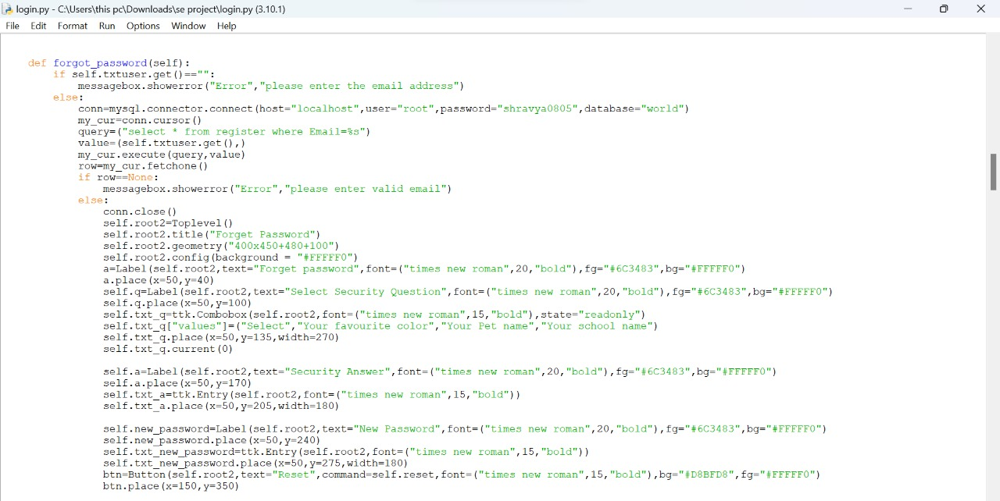 login.py - C:\Users\this pc\Downloads\se project\login.py (3.10.1)
File Edit Format Run Options Window Help
def forgot_password(self):
    if self.txtuser.get()=="":
        messagebox.showerror("Error","please enter the email address")
    else:
        conn=mysql.connector.connect(host="localhost",user="root",password="shravya0805",database="world")
        my_cur=conn.cursor()
        query=("select * from register where Email=%s")
        value=(self.txtuser.get(),)
        my_cur.execute(query,value)
        row=my_cur.fetchone()
        if row==None:
            messagebox.showerror("Error","please enter valid email")
        else:
            conn.close()
            self.root2=Toplevel()
            self.root2.title("Forget Password")
            self.root2.geometry("400x450+480+100")
            self.root2.config(background = "#FFFFF0")
            a=Label(self.root2,text="Forget password",font=("times new roman",20,"bold"),fg="#6C3483",bg="#FFFFF0")
            a.place(x=50,y=40)
            self.q=Label(self.root2,text="Select Security Question",font=("times new roman",20,"bold"),fg="#6C3483",bg="#FFFFF0")
            self.q.place(x=50,y=100)
            self.txt_q=ttk.Combobox(self.root2,font=("times new roman",15,"bold"),state="readonly")
            self.txt_q["values"]=("Select","Your favourite color","Your Pet name","Your school name")
            self.txt_q.place(x=50,y=135,width=270)
            self.txt_q.current(0)
            self.a=Label(self.root2,text="Security Answer",font=("times new roman",20,"bold"),fg="#6C3483",bg="#FFFFF0")
            self.a.place(x=50,y=170)
            self.txt_a=ttk.Entry(self.root2,font=("times new roman",15,"bold"))
            self.txt_a.place(x=50,y=205,width=180)
            self.new_password=Label(self.root2,text="New Password",font=("times new roman",20,"bold"),fg="#6C3483",bg="#FFFFF0")
            self.new_password.place(x=50,y=240)
            self.txt_new_password=ttk.Entry(self.root2,font=("times new roman",15,"bold"))
            self.txt_new_password.place(x=50,y=275,width=180)
            btn=Button(self.root2,text="Reset",command=self.reset,font=("times new roman",15,"bold"),bg="#D8BFD8",fg="#FFFFF0")
            btn.place(x=150,y=350)